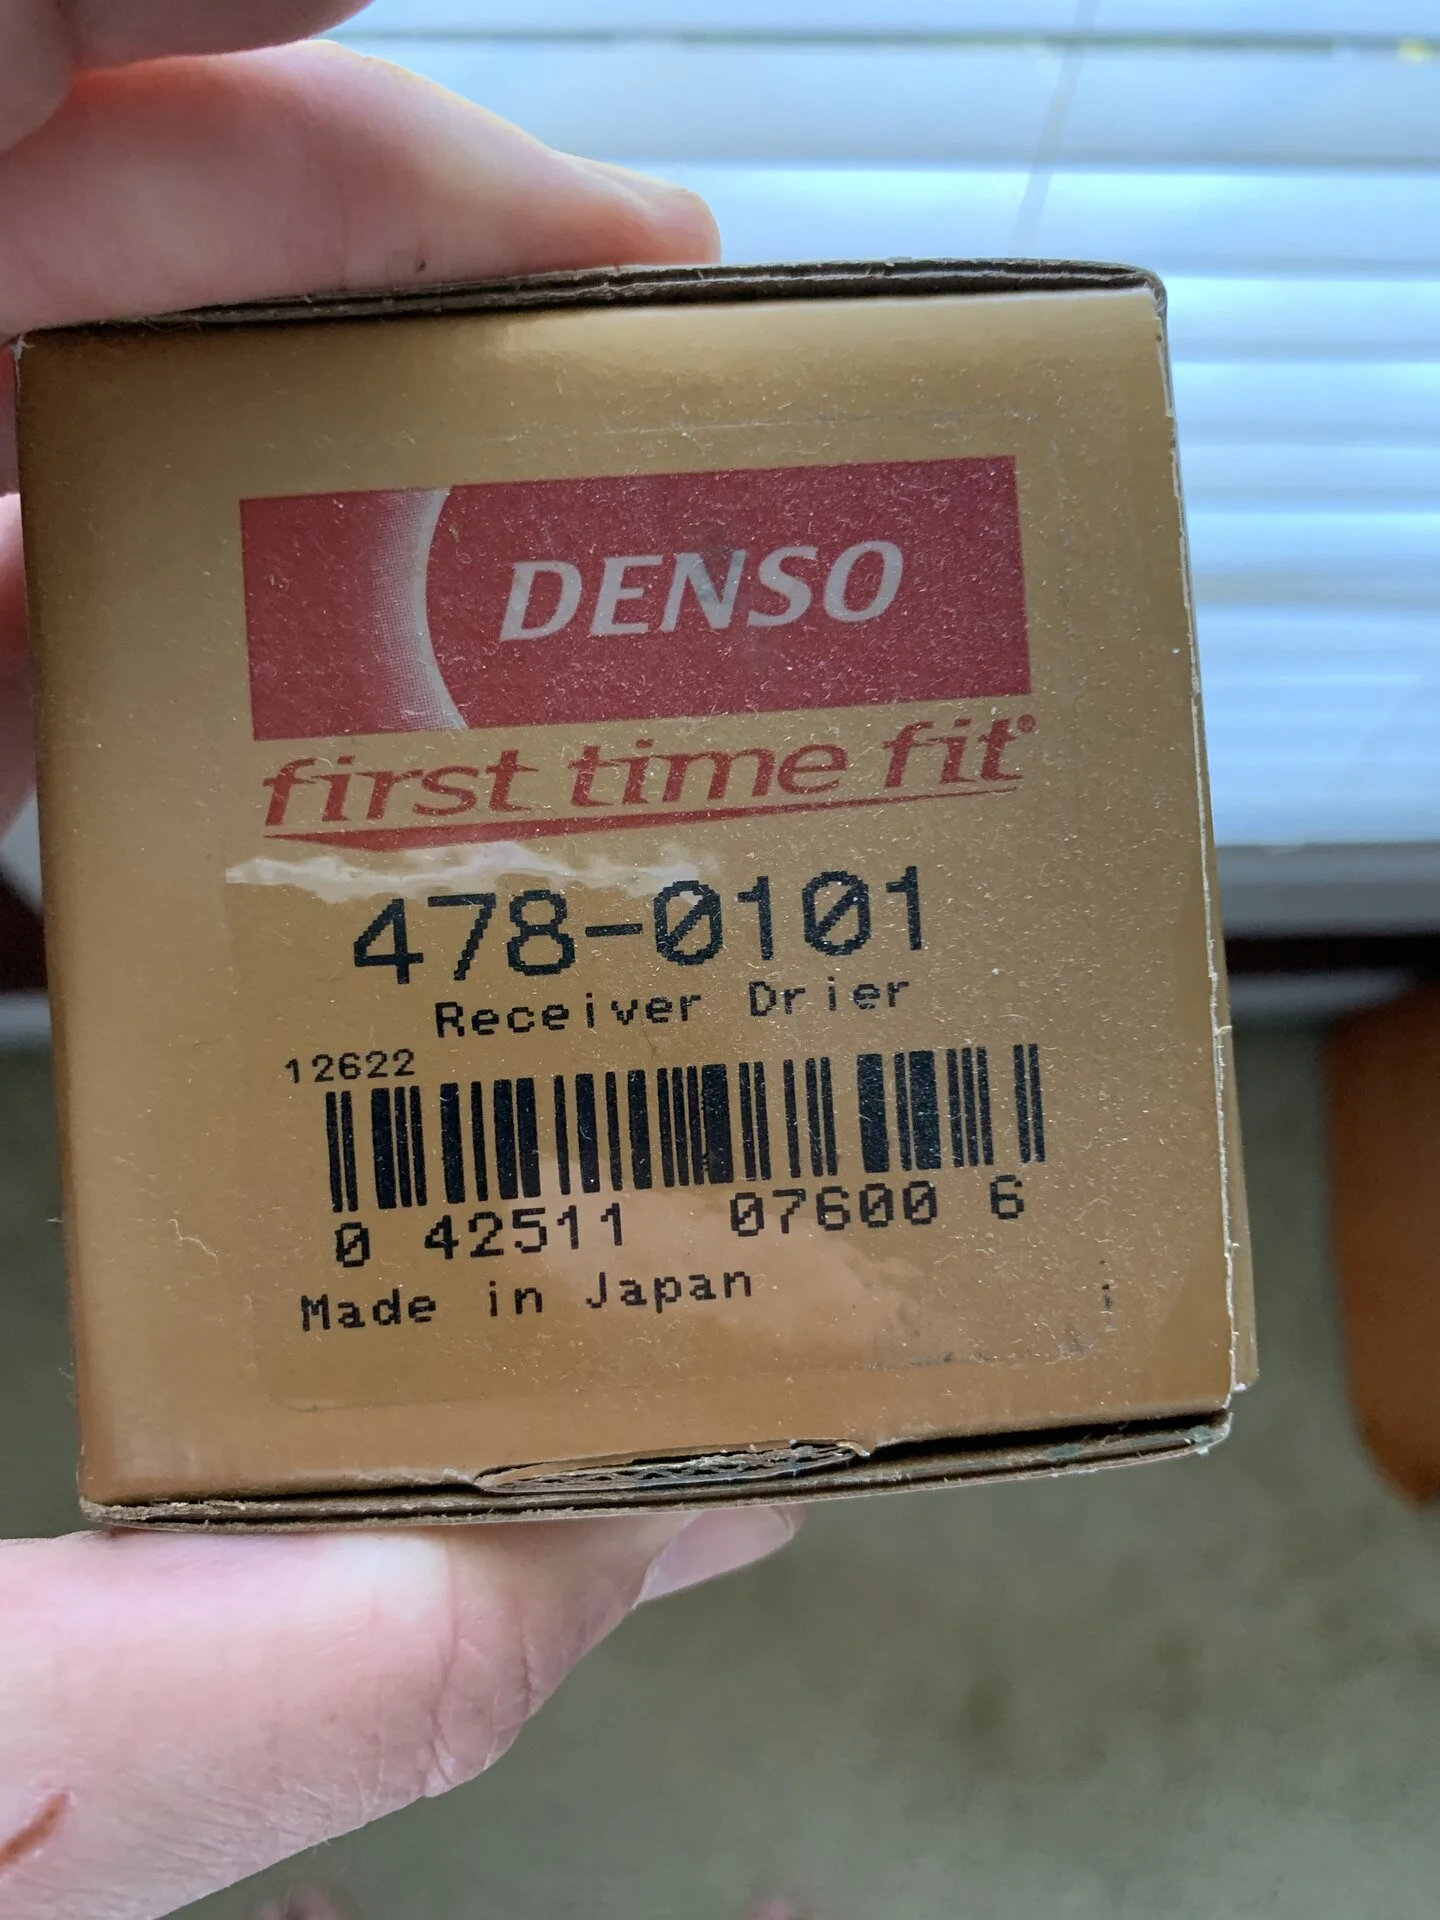 DENSO
first time fit®
478-0101
Receiver Drier
12622
0 42511 07600 6
Made in Japan